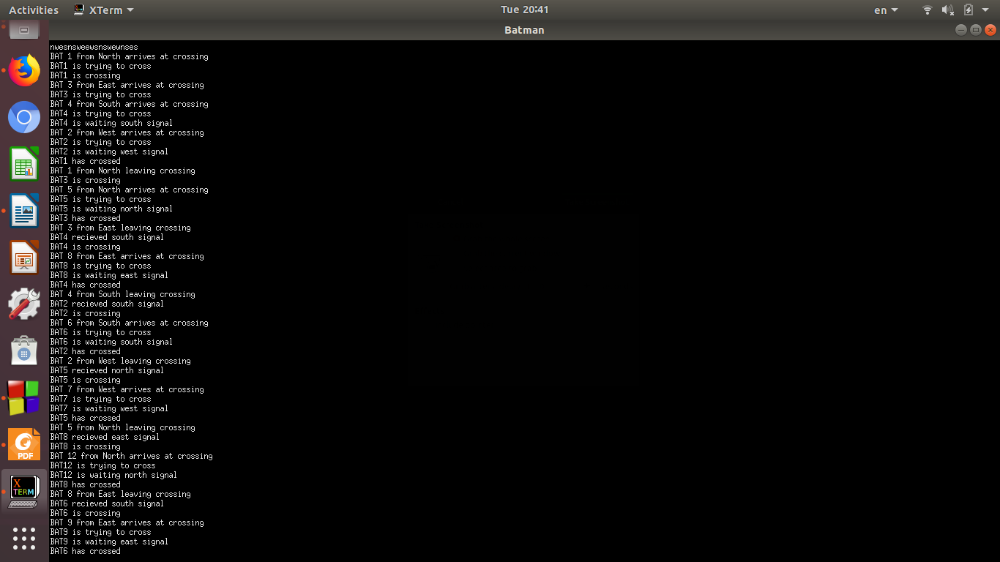 Activities XTerm Tue 20:41 en
Batman
nwesnsweewsnswewnses
BAT 1 from North arrives at crossing
BAT1 is trying to cross
BAT1 is crossing
BAT 3 from East arrives at crossing
BAT3 is trying to cross
BAT 4 from South arrives at crossing
BAT4 is trying to cross
BAT4 is waiting south signal
BAT 2 from West arrives at crossing
BAT2 is trying to cross
BAT2 is waiting west signal
BAT1 has crossed
BAT 1 from North leaving crossing
BAT3 is crossing
BAT 5 from North arrives at crossing
BAT5 is trying to cross
BAT5 is waiting north signal
BAT3 has crossed
BAT 3 from East leaving crossing
BAT4 recieved south signal
BAT4 is crossing
BAT 8 from East arrives at crossing
BAT8 is trying to cross
BAT8 is waiting east signal
BAT4 has crossed
BAT 4 from South leaving crossing
BAT2 recieved south signal
BAT2 is crossing
BAT 6 from South arrives at crossing
BAT6 is trying to cross
BAT6 is waiting south signal
BAT2 has crossed
BAT 2 from West leaving crossing
BAT5 recieved north signal
BAT5 is crossing
BAT 7 from West arrives at crossing
BAT7 is trying to cross
BAT7 is waiting west signal
BAT5 has crossed
BAT 5 from North leaving crossing
BAT8 recieved east signal
BAT8 is crossing
BAT 12 from North arrives at crossing
BAT12 is trying to cross
BAT12 is waiting north signal
BAT8 has crossed
BAT 8 from East leaving crossing
BAT6 recieved south signal
BAT6 is crossing
BAT 9 from East arrives at crossing
BAT9 is trying to cross
BAT9 is waiting east signal
BAT6 has crossed
PDF
X
TERM